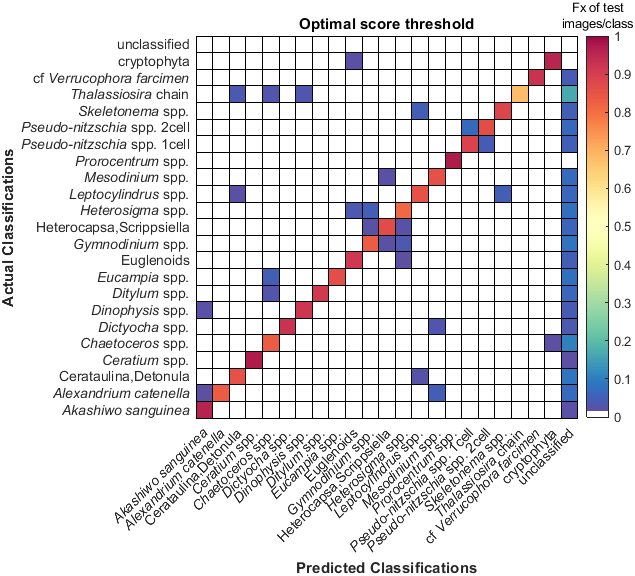 Optimal score threshold
Fx of test
images/class
unclassified
cryptophyta
cf Verrucophora farcimen
Thalassiosira chain
Skeletonema spp.
Pseudo-nitzschia spp. 2cell
Pseudo-nitzschia spp. 1cell
Prorocentrum spp.
Mesodinium spp.
Leptocylindrus spp.
Heterosigma spp.
Heterocapsa,Scrippsiella
Gymnodinium spp.
Euglenoids
Eucampia spp.
Ditylum spp.
Dinophysis spp.
Dictyocha spp.
Chaetoceros spp.
Ceratium spp.
Cerataulina,Detonula
Alexandrium catenella
Akashiwo sanguinea
Actual Classifications
1
0.9
0.8
0.7
0.6
0.5
0.4
0.3
0.2
0.1
0
Akashiwo sanguinea
Alexandrium catenella
Cerataulina,Detonula
Ceratium spp.
Chaetoceros spp.
Dictyocha spp.
Dinophysis spp.
Ditylum spp.
Eucampia spp.
Euglenoids
Gymnodinium spp.
Heterocapsa,Scrippsiella
Heterosigma spp.
Leptocylindrus spp.
Mesodinium spp.
Prorocentrum spp.
Pseudo-nitzschia spp. 1cell
Pseudo-nitzschia spp. 2cell
Skeletonema spp.
Thalassiosira chain
cf Verrucophora farcimen
cryptophyta
unclassified
Predicted Classifications